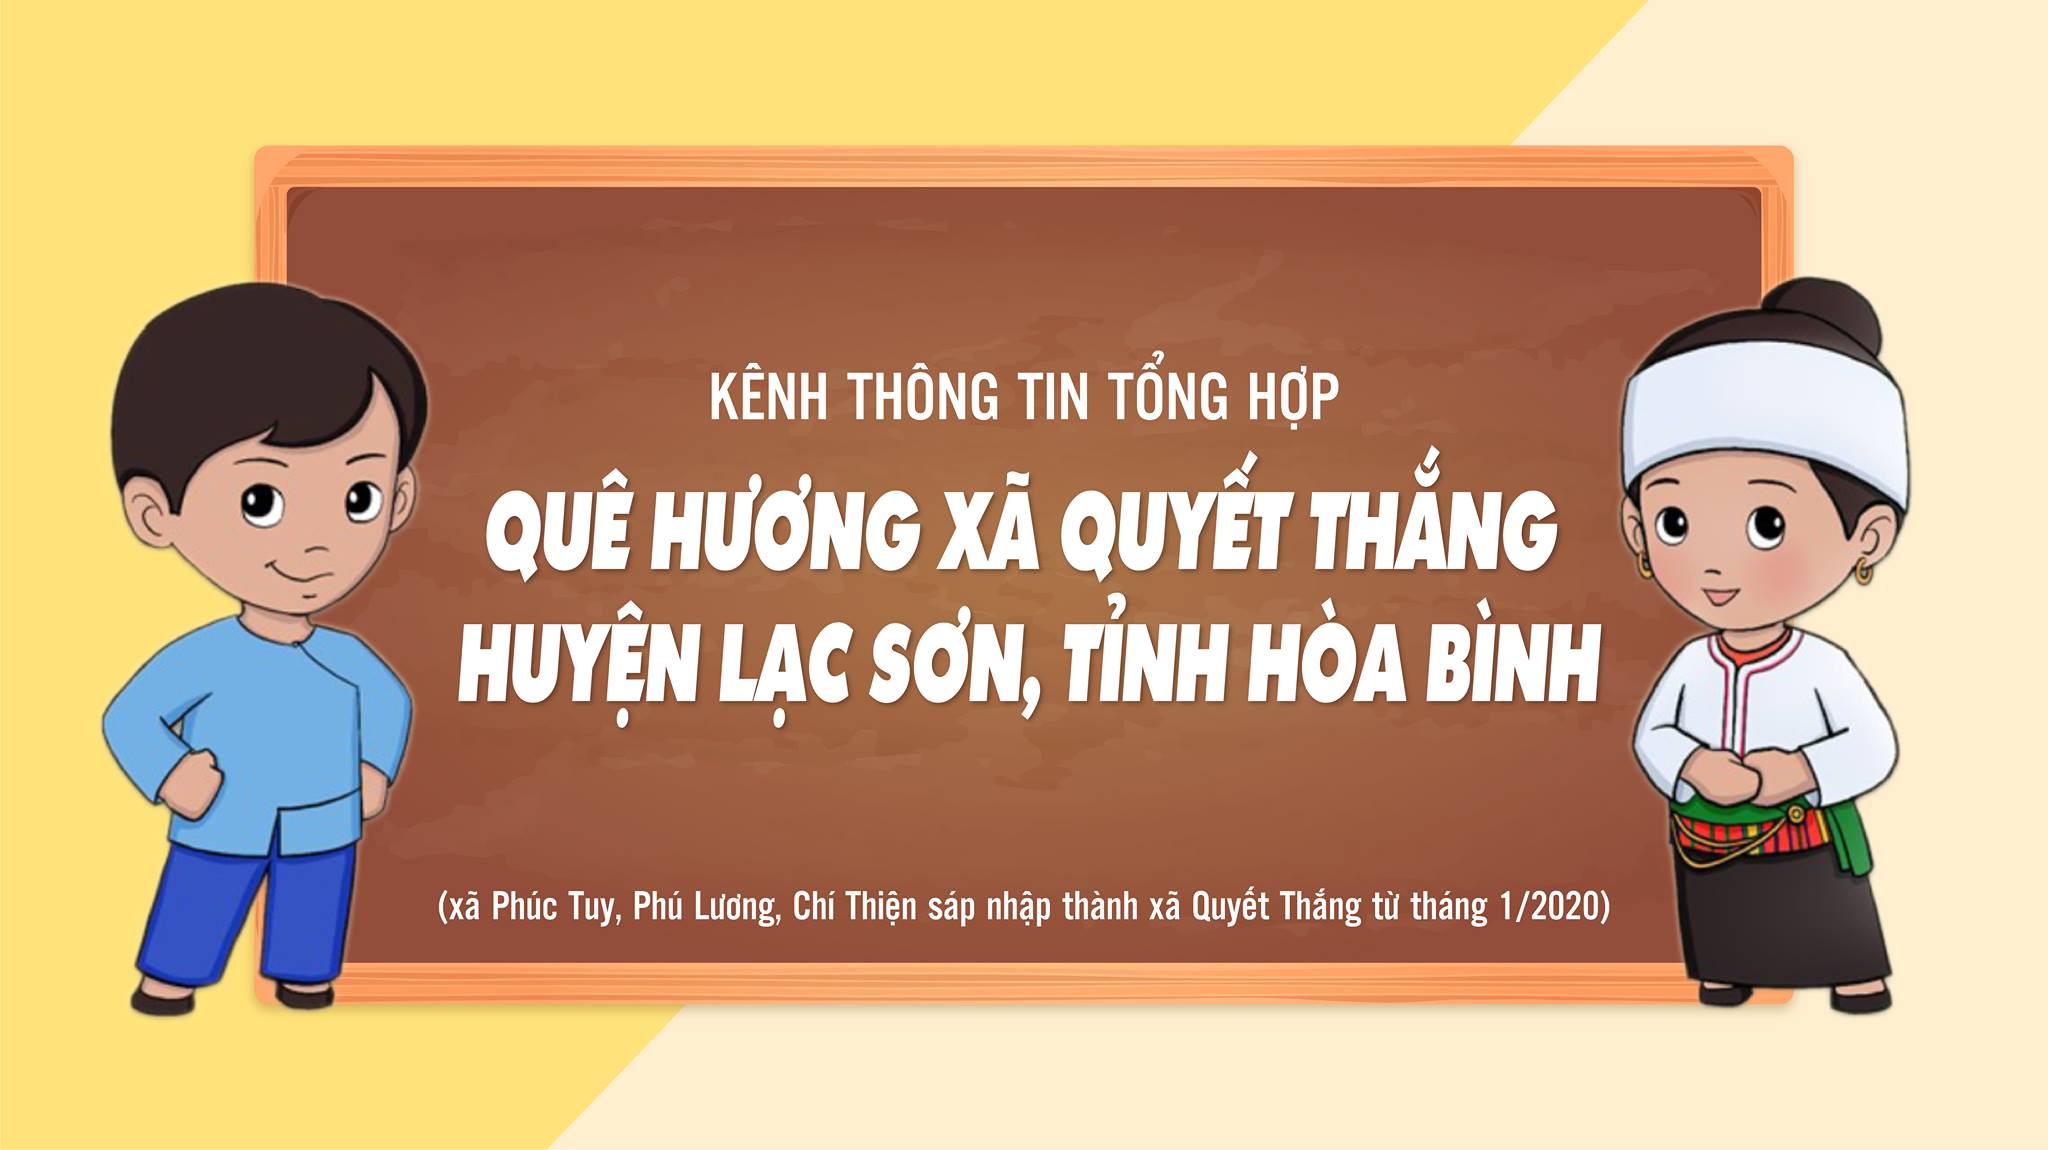 KÊNH THÔNG TIN TỔNG HỢP
QUÊ HƯƠNG XÃ QUYẾT THẮNG
HUYỆN LẠC SƠN, TỈNH HÒA BÌNH
(xã Phúc Tuy, Phú Lương, Chí Thiện sáp nhập thành xã Quyết Thắng từ tháng 1/2020)